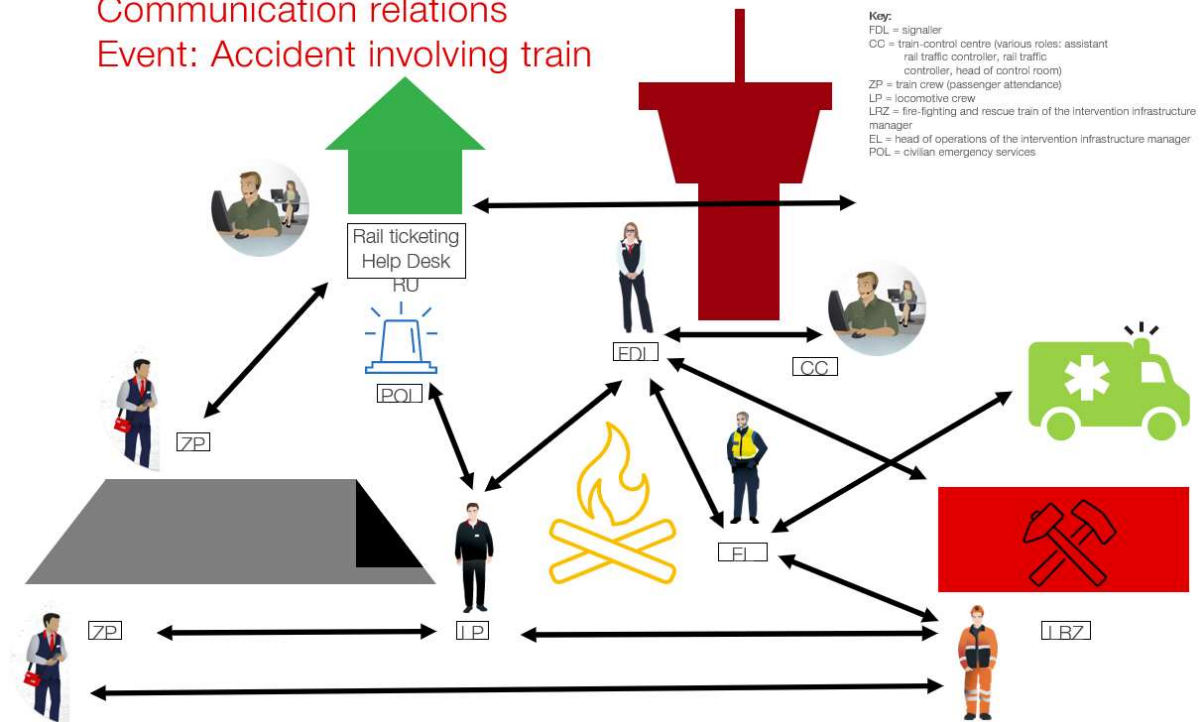 Communication relations
Event: Accident involving train
Key:
FDL = signaller
CC = train-control centre (various roles: assistant
rail traffic controller, rail traffic
controller, head of control room)
ZP = train crew (passenger attendance)
LP = locomotive crew
LRZ = fire-fighting and rescue train of the intervention infrastructure
manager
EL = head of operations of the intervention infrastructure manager
POL = civilian emergency services
Rail ticketing
Help Desk
RU
FDL
CC
POL
ZP
EL
ZP
LP
LRZ